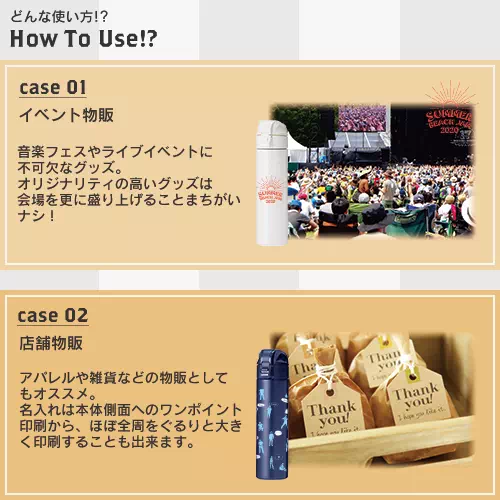 どんな使い方!?
How To Use!?
case 01
イベント物販
音楽フェスやライブイベントに
不可欠なグッズ。
オリジナリティの高いグッズは
会場を更に盛り上げることまちがい
ナシ！
SUMMER
BEACH JAM
2020
SUMMER
BEACH JAM
2020
case 02
店舗物販
アパレルや雑貨などの物販として
もオススメ。
名入れは本体側面へのワンポイント
印刷から、ほぼ全周をぐるりと大き
く印刷することも出来ます。
Thank
you!
I hope you like it.
Thank
you!
I hope you like it.